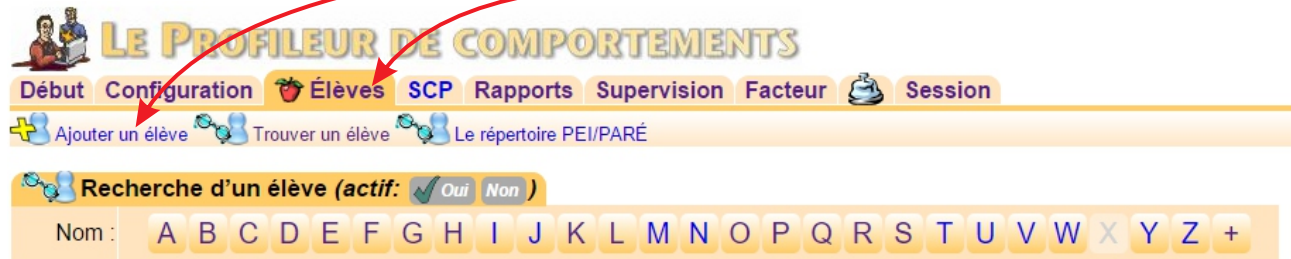 LE PROFILEUR DE COMPORTEMENTS
Début Configuration Élèves SCP Rapports Supervision Facteur Session
Ajouter un élève Trouver un élève Le répertoire PEI/PARÉ
Recherche d'un élève (actif: Oui Non )
Nom : A B C D E F G H I J K L M N O P Q R S T U V W X Y Z +